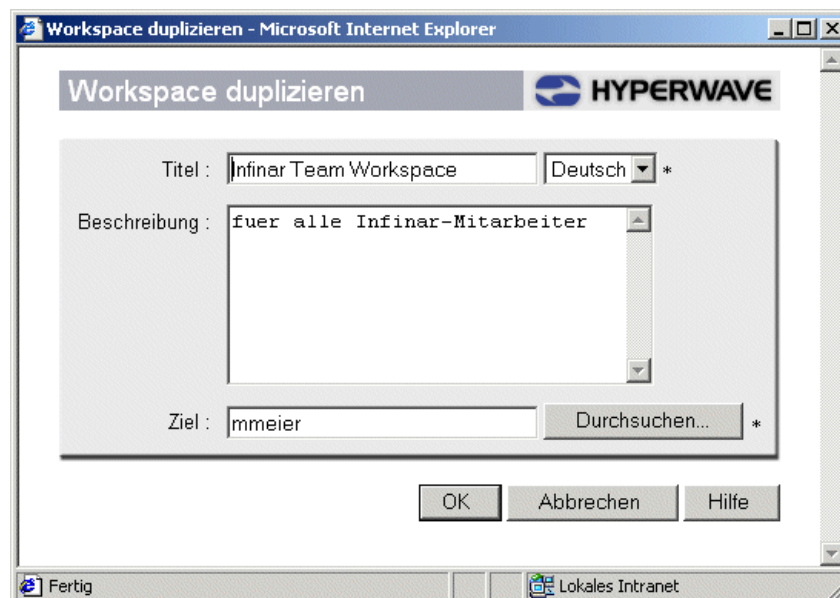 Workspace duplizieren - Microsoft Internet Explorer
Workspace duplizieren HYPERWAVE
Titel : Infinar Team Workspace Deutsch *
Beschreibung : fuer alle Infinar-Mitarbeiter
Ziel : mmeier Durchsuchen... *
OK Abbrechen Hilfe
Fertig Lokales Intranet